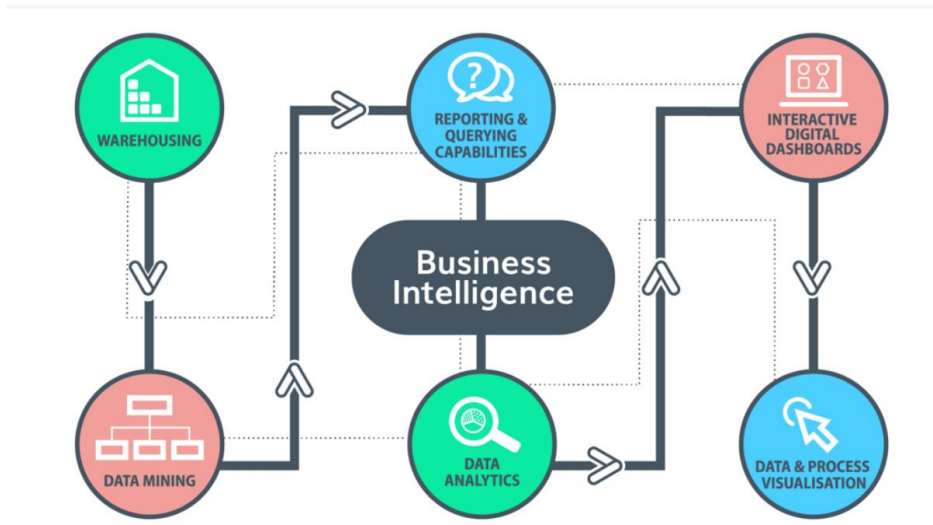 WAREHOUSING
REPORTING &
QUERYING
CAPABILITIES
INTERACTIVE
DIGITAL
DASHBOARDS
Business
Intelligence
DATA MINING
DATA
ANALYTICS
DATA & PROCESS
VISUALISATION